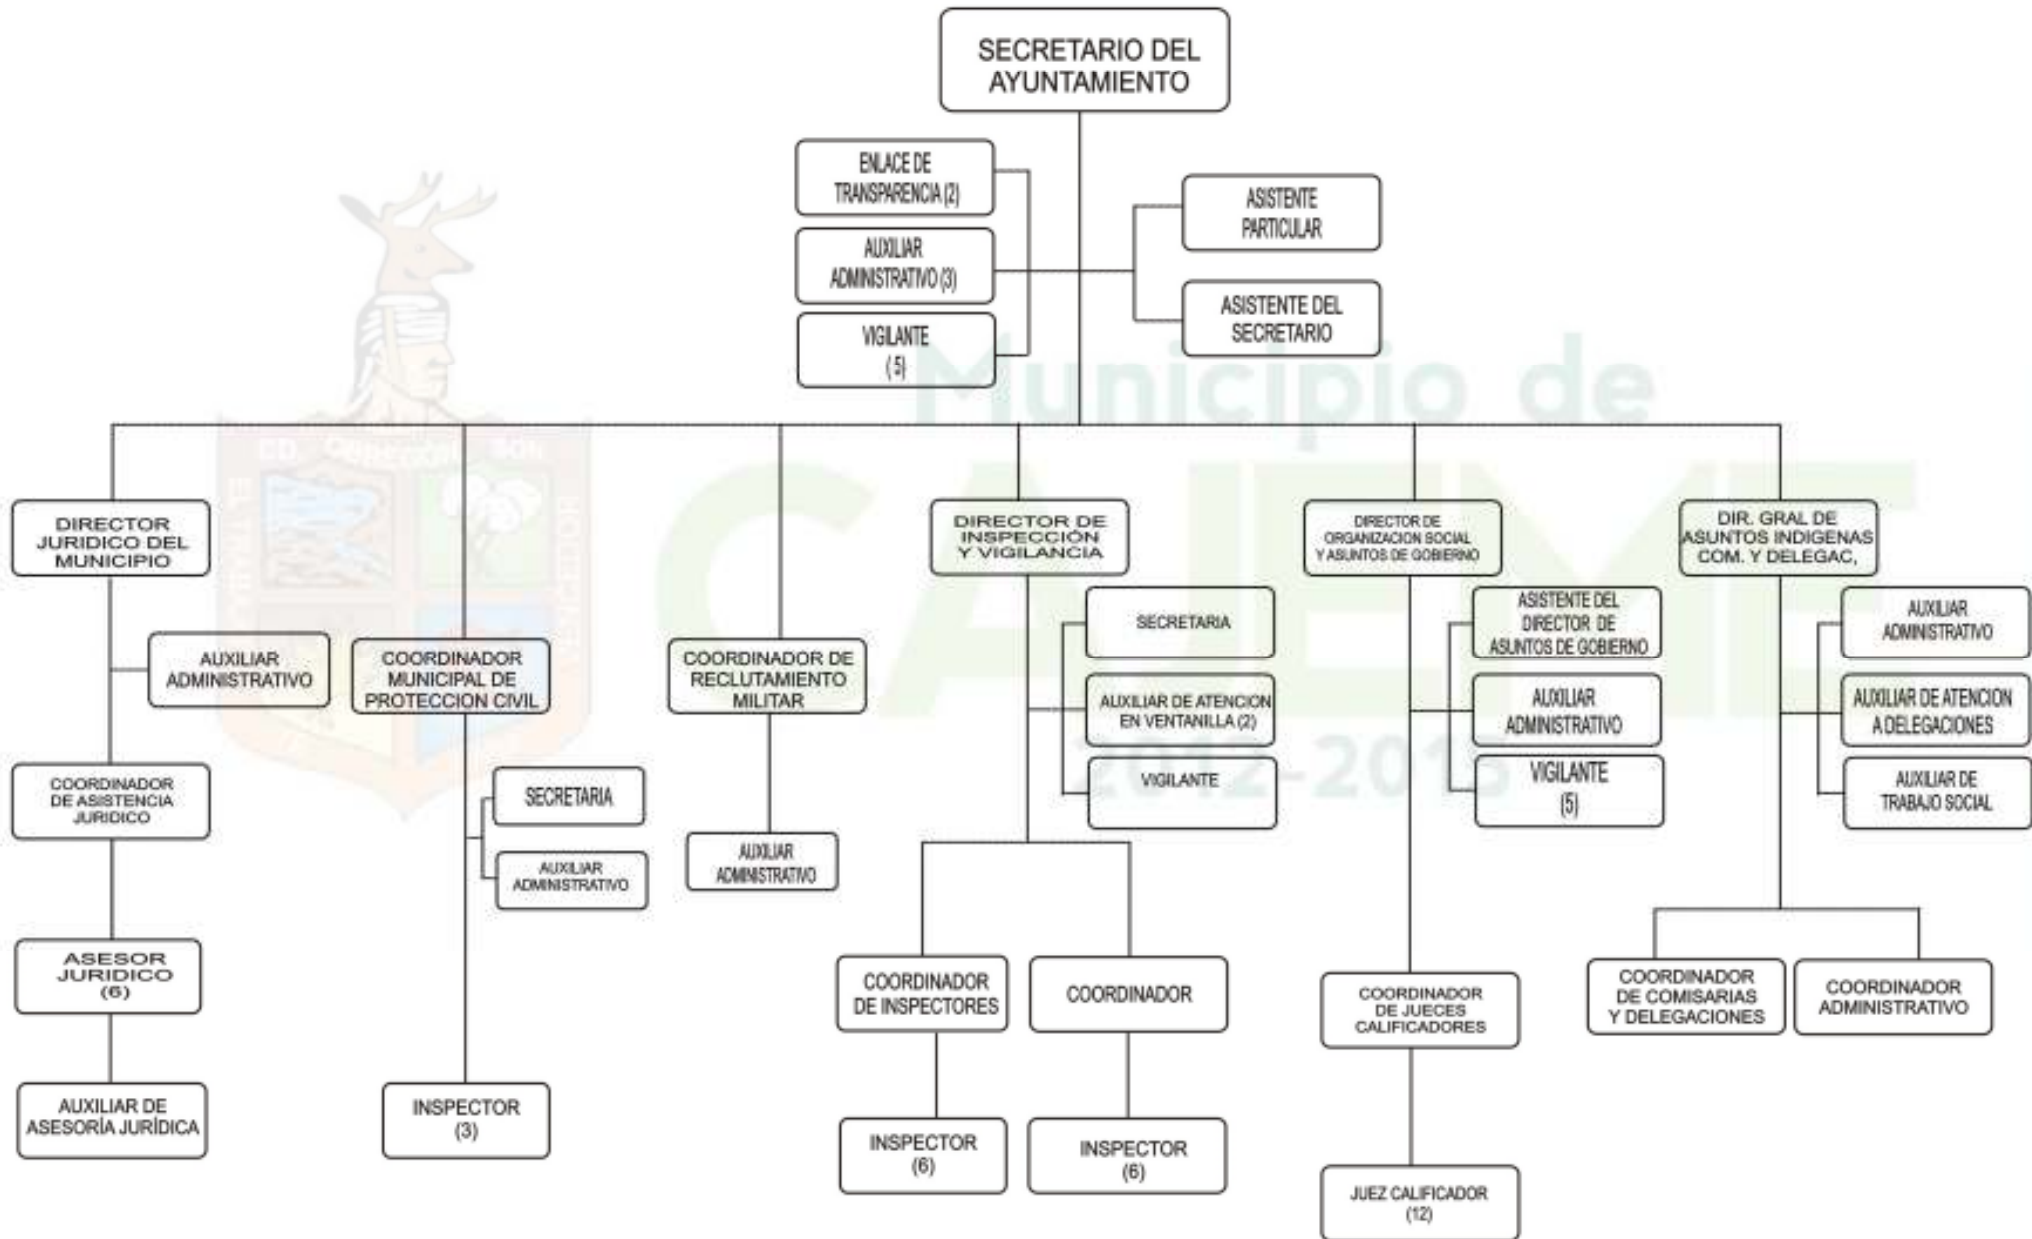 SECRETARIO DEL
AYUNTAMIENTO
ENLACE DE
TRANSPARENCIA (2)
ASISTENTE
PARTICULAR
AUXILIAR
ADMINISTRATIVO (3)
ASISTENTE DEL
SECRETARIO
VIGILANTE
( 5)
Municipio de
CAJEME
2012-2015
CD. OBREGON SON
DIRECTOR
JURIDICO DEL
MUNICIPIO
AUXILIAR
ADMINISTRATIVO
COORDINADOR
DE ASISTENCIA
JURIDICO
ASESOR
JURIDICO
(6)
AUXILIAR DE
ASESORÍA JURÍDICA
COORDINADOR
MUNICIPAL DE
PROTECCION CIVIL
SECRETARIA
AUXILIAR
ADMINISTRATIVO
INSPECTOR
(3)
COORDINADOR DE
RECLUTAMIENTO
MILITAR
AUXILIAR
ADMINISTRATIVO
DIRECTOR DE
INSPECCIÓN
Y VIGILANCIA
SECRETARIA
AUXILIAR DE ATENCION
EN VENTANILLA (2)
VIGILANTE
COORDINADOR
DE INSPECTORES
INSPECTOR
(6)
COORDINADOR
INSPECTOR
(6)
DIRECTOR DE
ORGANIZACION SOCIAL
Y ASUNTOS DE GOBIERNO
ASISTENTE DEL
DIRECTOR DE
ASUNTOS DE GOBIERNO
AUXILIAR
ADMINISTRATIVO
VIGILANTE
(5)
COORDINADOR
DE JUECES
CALIFICADORES
JUEZ CALIFICADOR
(12)
DIR. GRAL DE
ASUNTOS INDIGENAS
COM. Y DELEGAC,
AUXILIAR
ADMINISTRATIVO
AUXILIAR DE ATENCION
A DELEGACIONES
AUXILIAR DE
TRABAJO SOCIAL
COORDINADOR
DE COMISARIAS
Y DELEGACIONES
COORDINADOR
ADMINISTRATIVO